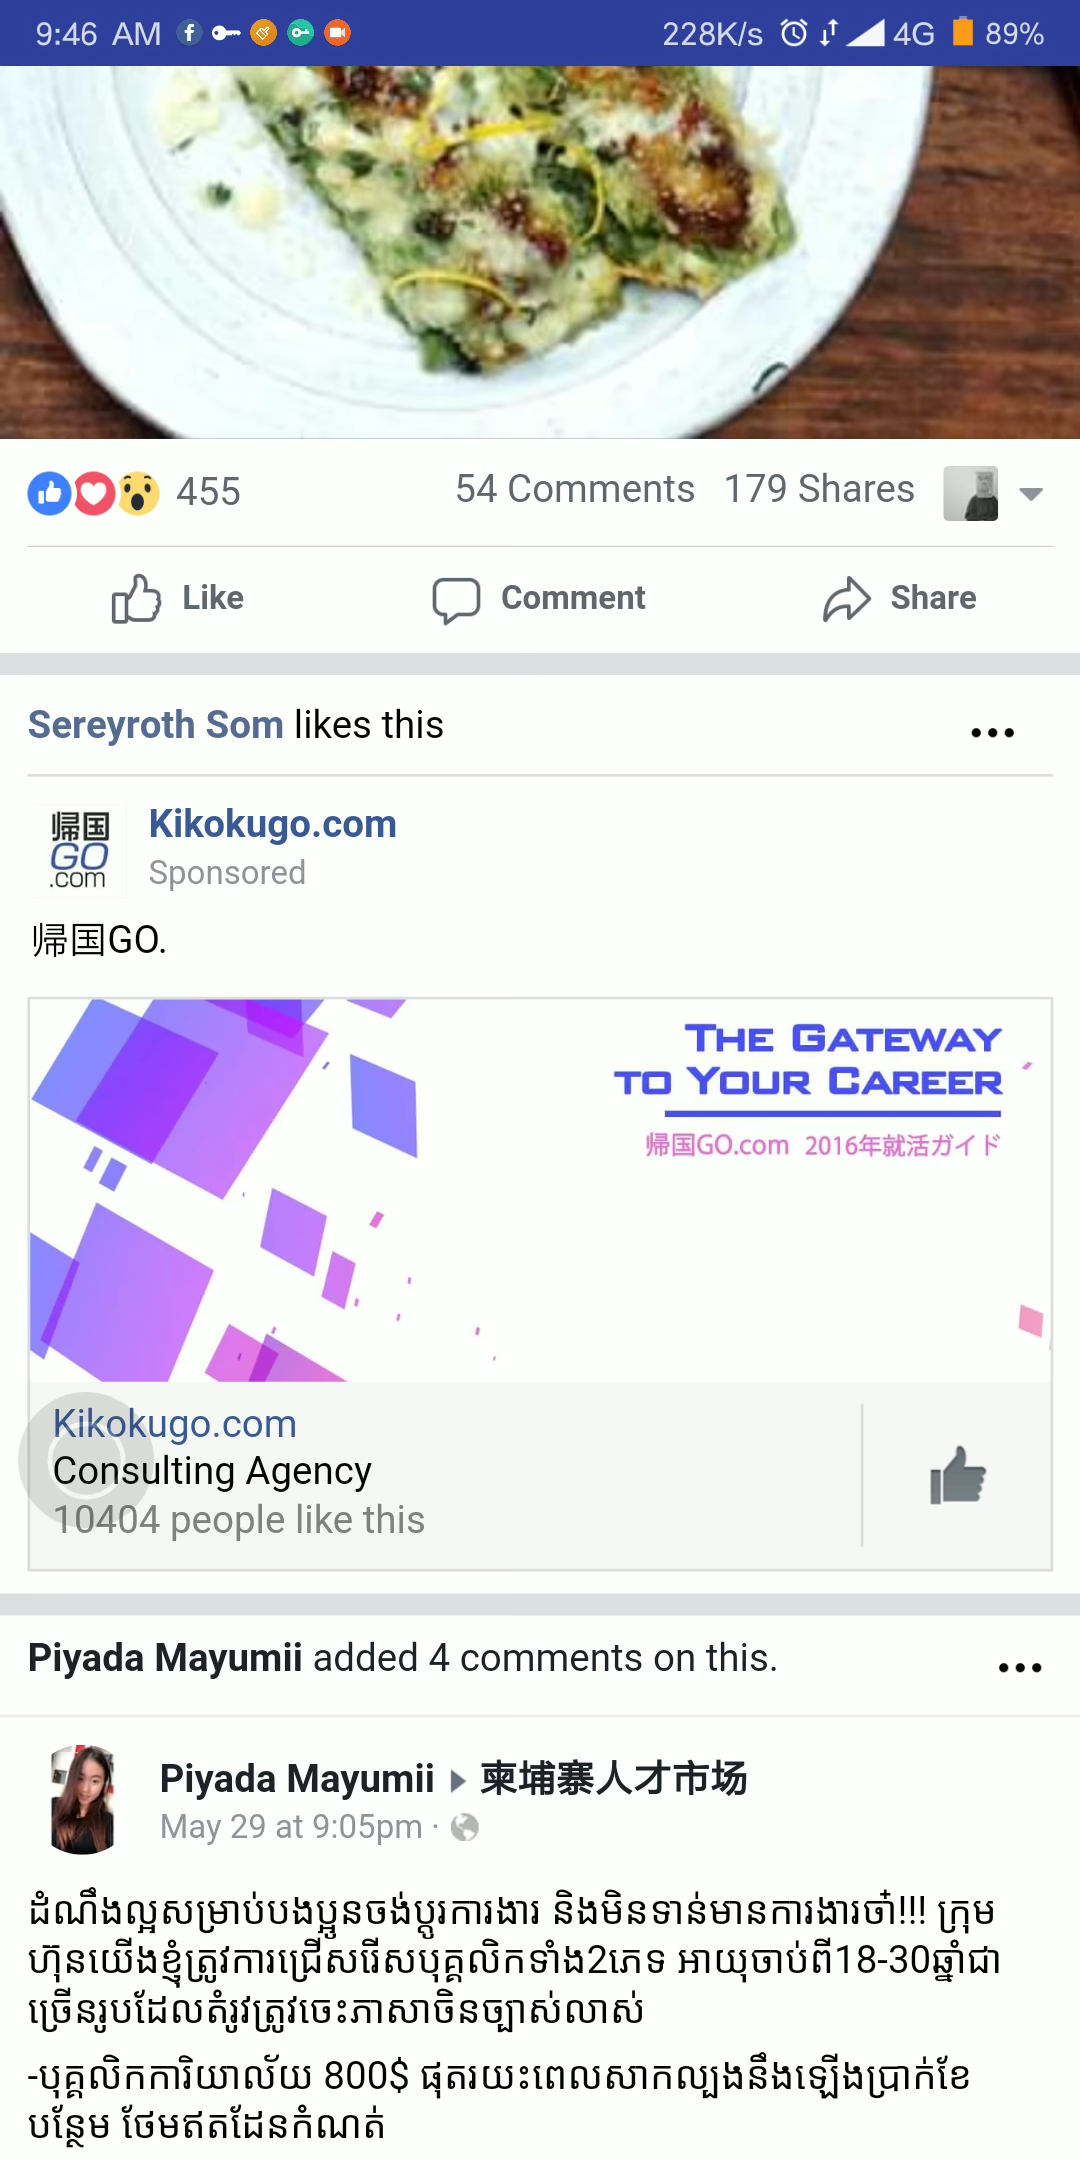 9:46 AM
228K/s 4G 89%
455
54 Comments 179 Shares
Like Comment Share
Sereyroth Som likes this
帰国
GO
.com
Kikokugo.com
Sponsored
帰国GO.
THE GATEWAY
TO YOUR CAREER
帰国GO.com 2016年就活ガイド
Kikokugo.com
Consulting Agency
10404 people like this
Piyada Mayumii added 4 comments on this.
Piyada Mayumii ▸ 柬埔寨人才市场
May 29 at 9:05pm ·
ដំណឹងល្អសម្រាប់បងប្អូនចង់ប្តូរការងារ និងមិនទាន់មានការងារចាំ!!! ក្រុម
ហ៊ុនយើងខ្ញុំត្រូវការជ្រើសរើសបុគ្គលិកទាំង2ភេទ អាយុចាប់ពី18-30ឆ្នាំជា
ច្រើនរូបដែលតំរូវត្រូវចេះភាសាចិនច្បាស់លាស់
-បុគ្គលិកការិយាល័យ 800$ ផុតរយះពេលសាកល្បងនឹងឡើងប្រាក់ខែ
បន្ថែម ថែមឥតដែនកំណត់